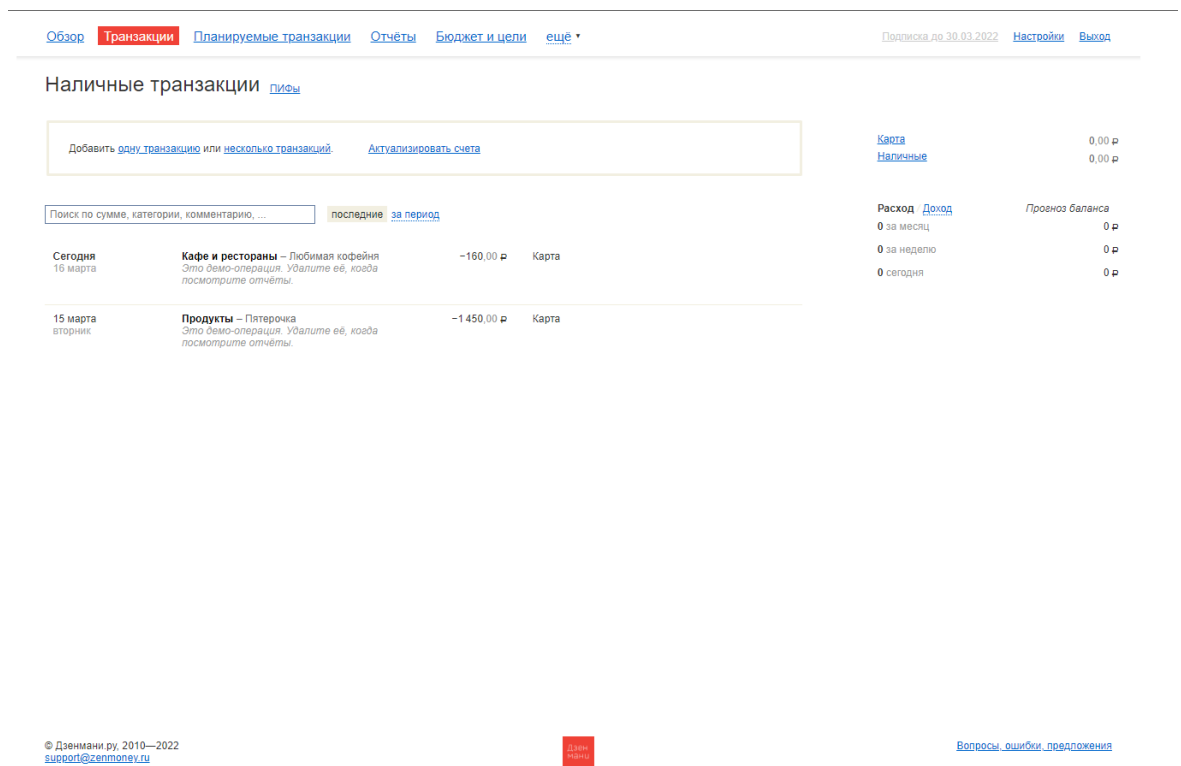 Обзор Транзакции Планируемые транзакции Отчёты Бюджет и цели ещё ▾ Подписка до 30.03.2022 Настройки Выход
Наличные транзакции ПИФы
Добавить одну транзакцию или несколько транзакций. Актуализировать счета
Карта 0,00 ₽
Наличные 0,00 ₽
Поиск по сумме, категории, комментарию, ... последние за период
Расход Доход Прогноз баланса
0 за месяц 0 ₽
0 за неделю 0 ₽
0 сегодня 0 ₽
Сегодня Кафе и рестораны – Любимая кофейня −160,00 ₽ Карта
16 марта Это демо-операция. Удалите её, когда
посмотрите отчёты.
15 марта Продукты – Пятерочка −1 450,00 ₽ Карта
вторник Это демо-операция. Удалите её, когда
посмотрите отчёты.
© Дзенмани.ру, 2010—2022
support@zenmoney.ru
Дзен
мани
Вопросы, ошибки, предложения